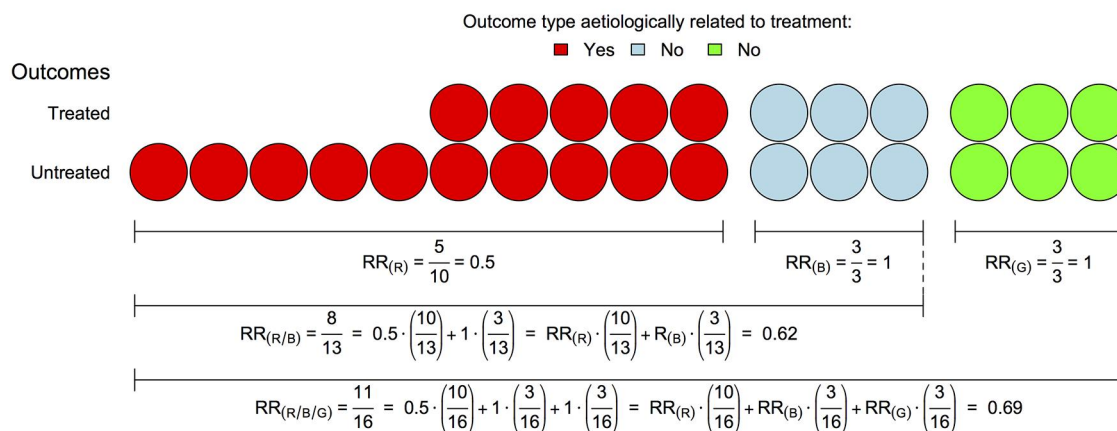 Outcome type aetiologically related to treatment:
Yes No No
Outcomes
Treated
Untreated
RR(R) = 5/10 = 0.5
RR(B) = 3/3 = 1
RR(G) = 3/3 = 1
RR(R/B) = 8/13 = 0.5 · (10/13) + 1 · (3/13) = RR(R) · (10/13) + R(B) · (3/13) = 0.62
RR(R/B/G) = 11/16 = 0.5 · (10/16) + 1 · (3/16) + 1 · (3/16) = RR(R) · (10/16) + RR(B) · (3/16) + RR(G) · (3/16) = 0.69